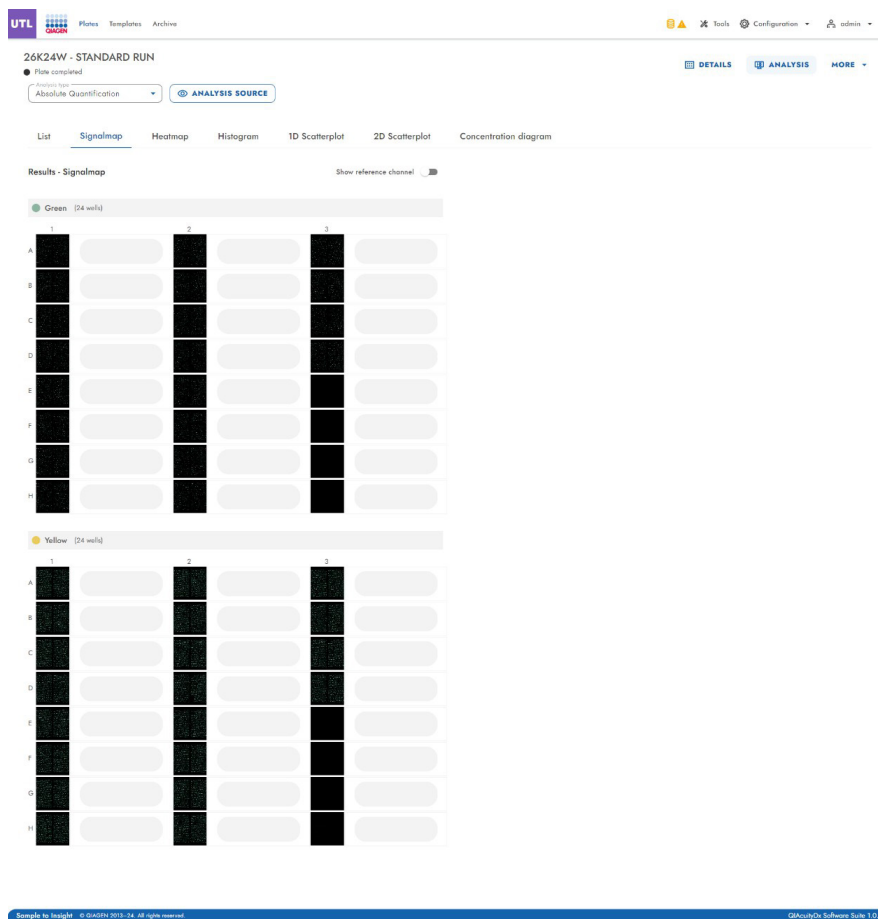 UTL
QIAGEN
Plates Templates Archive
Tools Configuration admin
26K24W - STANDARD RUN
Plate completed
DETAILS ANALYSIS MORE
Analysis type
Absolute Quantification
ANALYSIS SOURCE
List Signalmap Heatmap Histogram 1D Scatterplot 2D Scatterplot Concentration diagram
Results - Signalmap
Show reference channel
Green (24 wells)
1 2 3
A
B
C
D
E
F
G
H
Yellow (24 wells)
1 2 3
A
B
C
D
E
F
G
H
Sample to Insight © QIAGEN 2013–24. All rights reserved.
QIAcuityDx Software Suite 1.0.